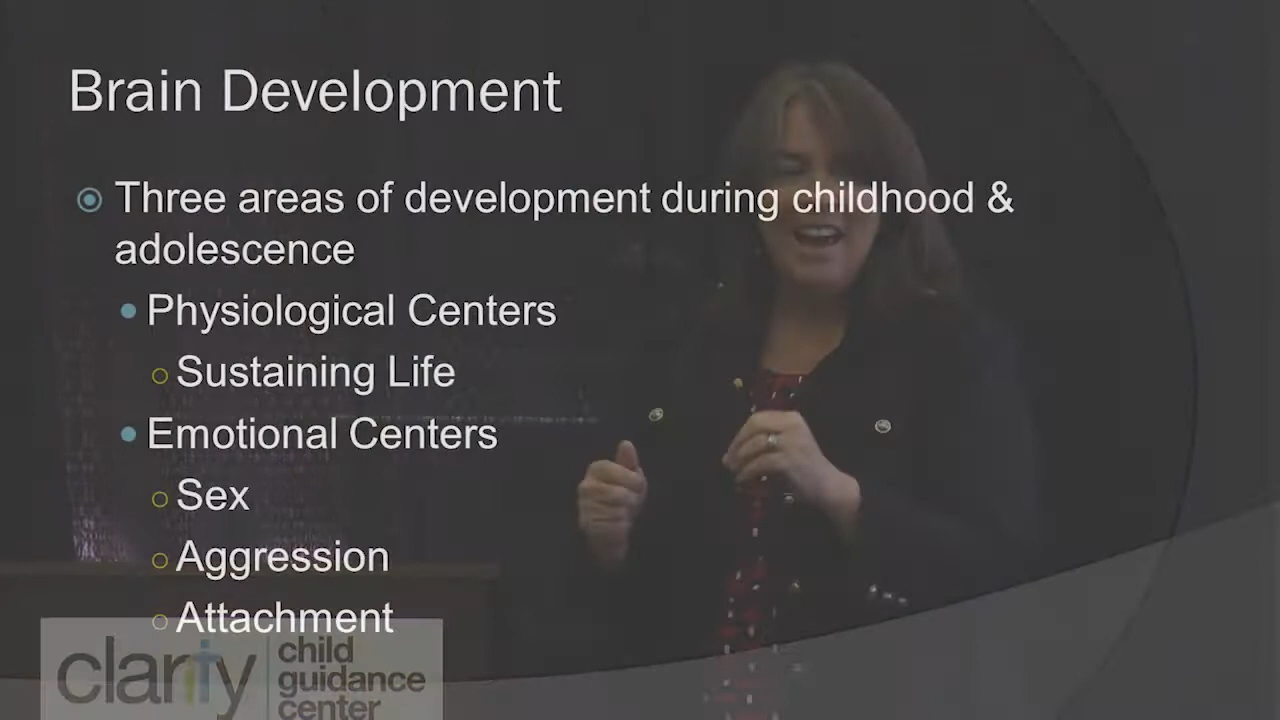 Brain Development
Three areas of development during childhood &
adolescence
Physiological Centers
Sustaining Life
Emotional Centers
Sex
Aggression
Attachment
clarity
child
guidance
center